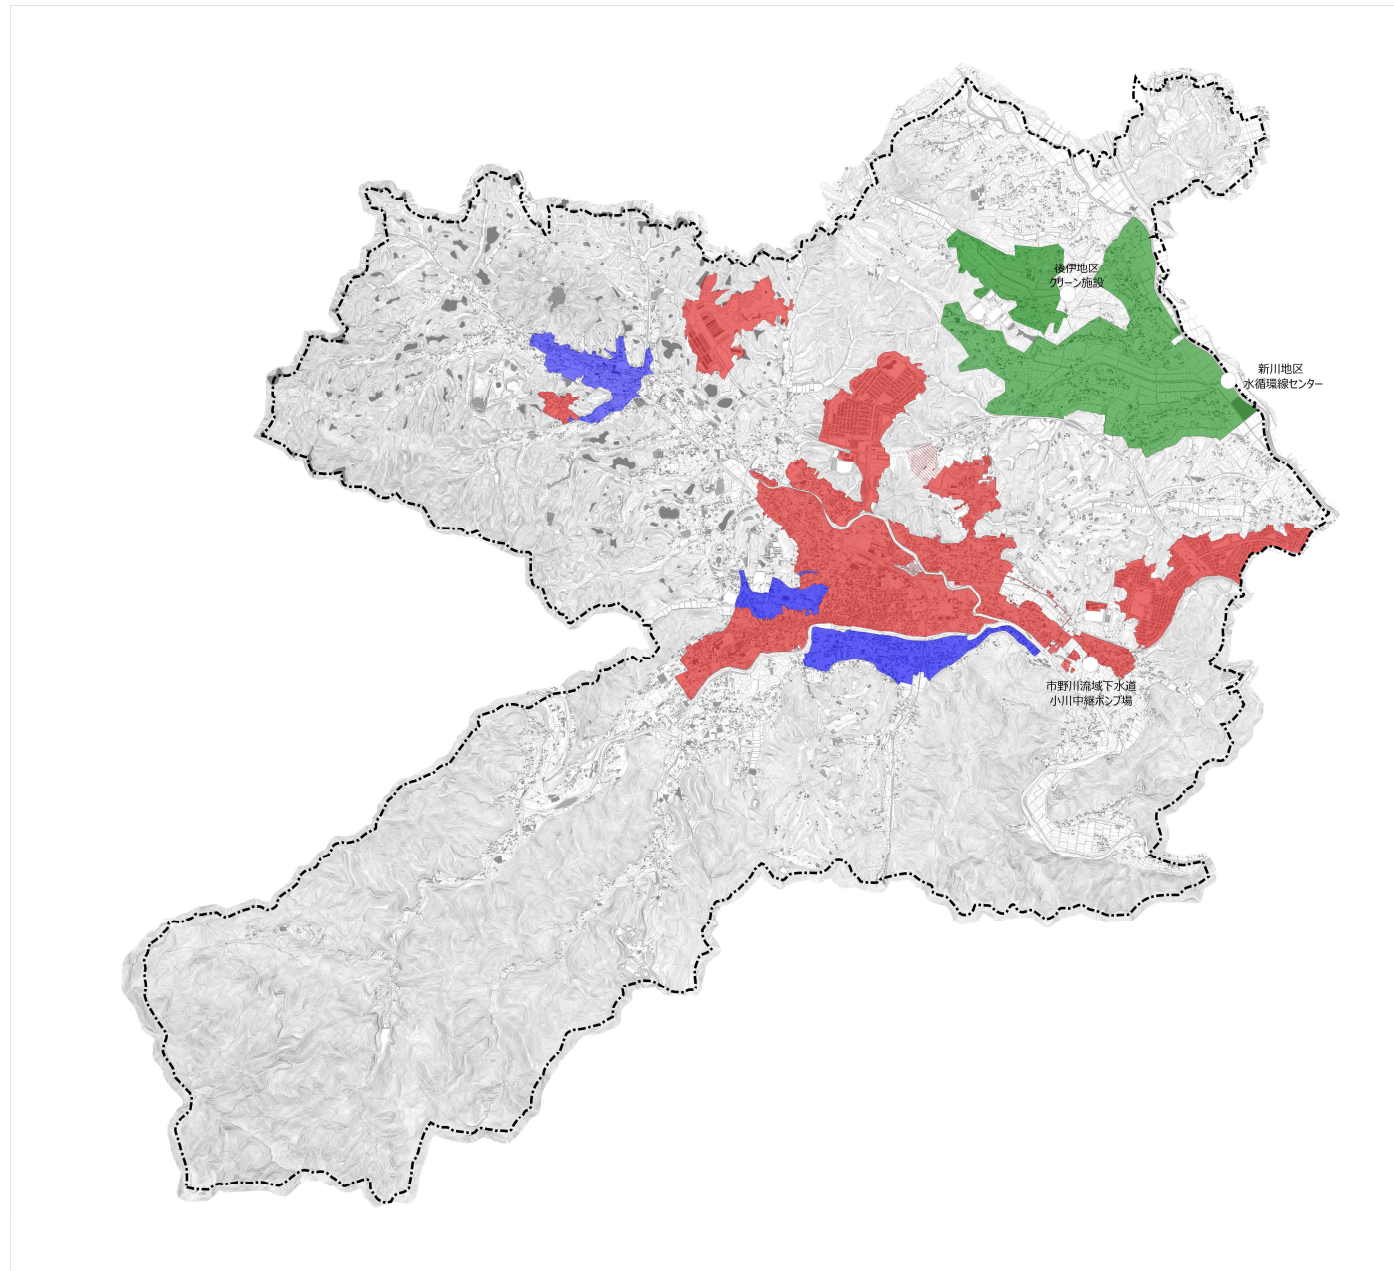 後伊地区
クリーン施設
新川地区
水循環線センター
市野川流域下水道
小川中継ポンプ場